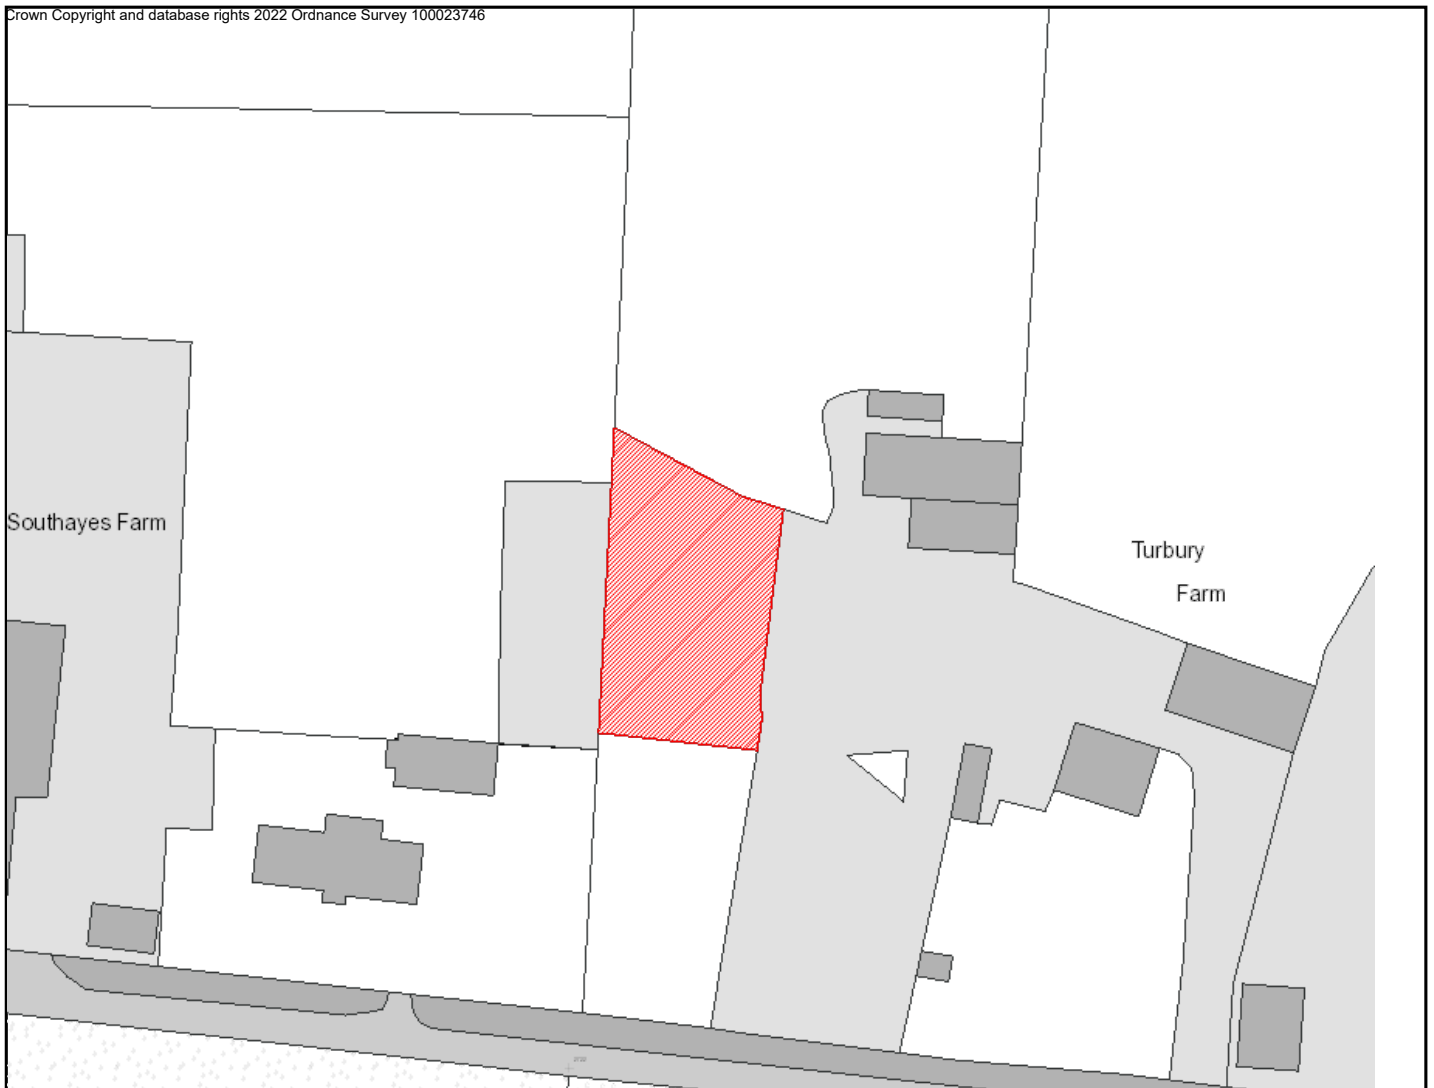 Crown Copyright and database rights 2022 Ordnance Survey 100023746
Southayes Farm
Turbury
Farm